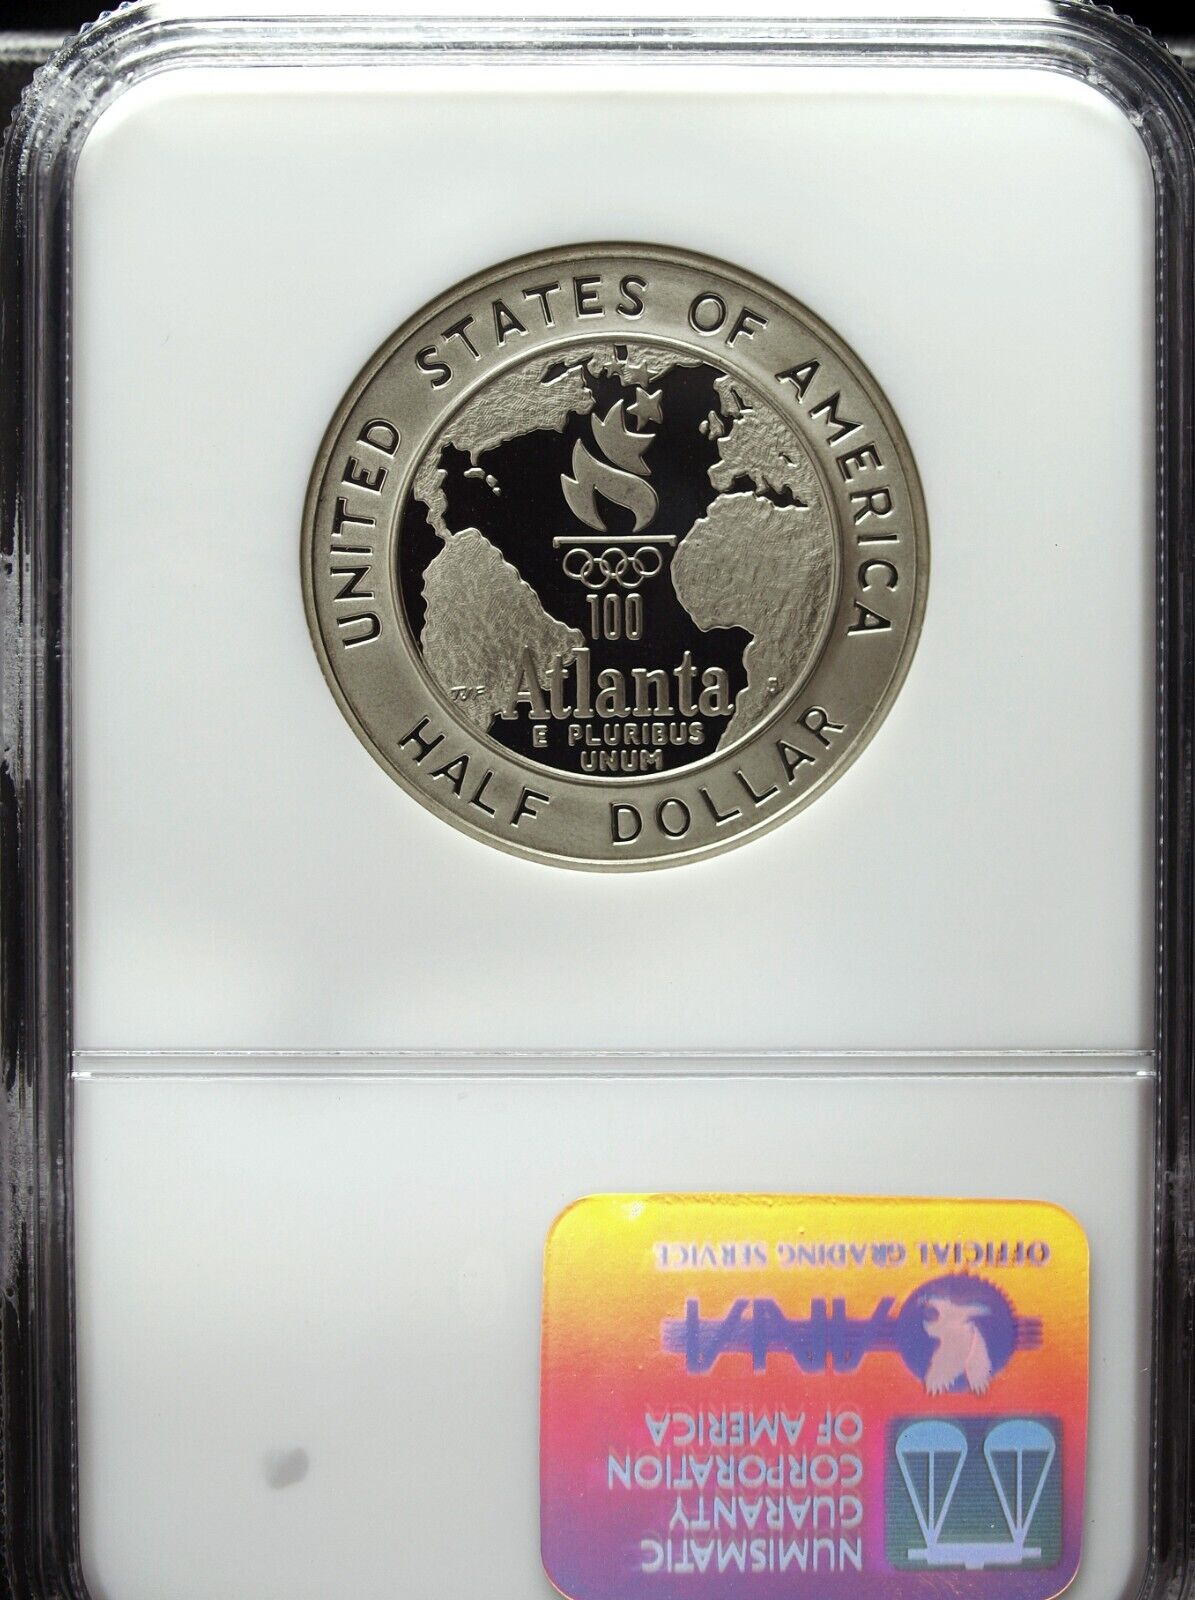 UNITED STATES OF AMERICA
100
Atlanta
E PLURIBUS
UNUM
HALF DOLLAR
NUMISMATIC
GUARANTY
CORPORATION
OF AMERICA
ANA
OFFICIAL GRADING SERVICE